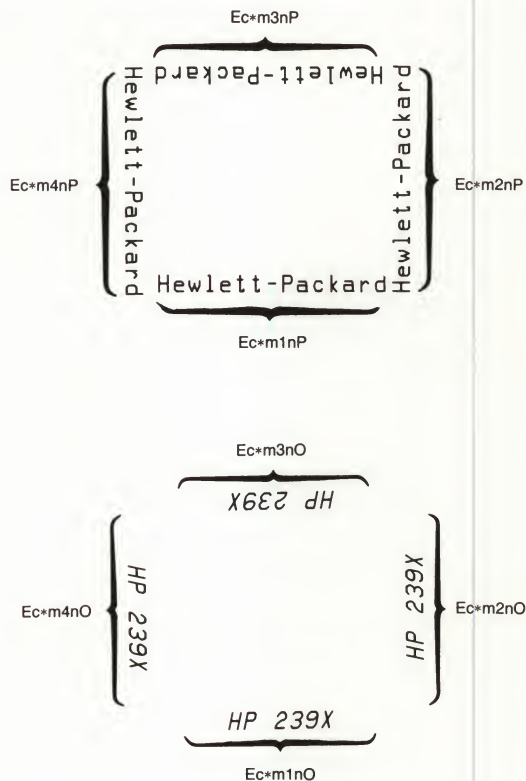 Ec*m3nP
Hewlett-Packard
Hewlett-Packard
Hewlett-Packard
Ec*m4nP
Ec*m2nP
Hewlett-Packard
Ec*m1nP
Ec*m3nO
HP 239X
HP 239X
HP 239X
Ec*m4nO
Ec*m2nO
HP 239X
Ec*m1nO